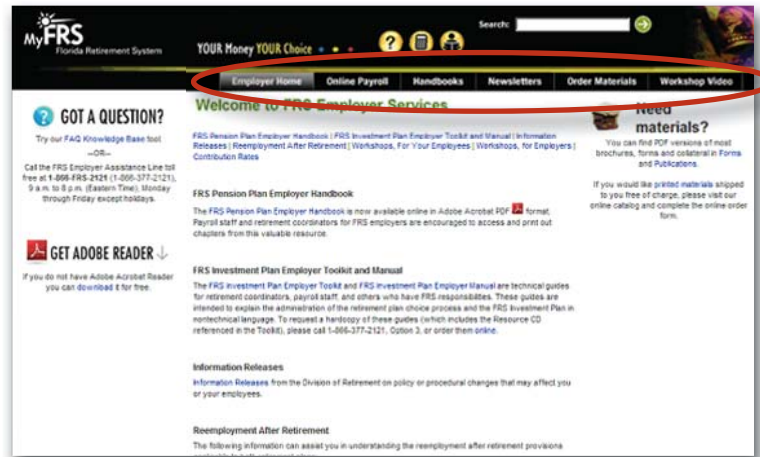 MyFRS
Florida Retirement System
YOUR Money YOUR Choice
Search:
Employer Home
Online Payroll
Handbooks
Newsletters
Order Materials
Workshop Video
GOT A QUESTION?
Try our FAQ Knowledge Base tool
--OR--
Call the FRS Employer Assistance Line toll
free at 1-866-FRS-2121 (1-866-377-2121),
9 a.m. to 8 p.m. (Eastern Time), Monday
through Friday except holidays.
GET ADOBE READER
If you do not have Adobe Acrobat Reader
you can download it for free.
Welcome to FRS Employer Services
FRS Pension Plan Employer Handbook | FRS Investment Plan Employer Toolkit and Manual | Information
Releases | Reemployment After Retirement | Workshops, For Your Employees | Workshops, for Employers |
Contribution Rates
FRS Pension Plan Employer Handbook
The FRS Pension Plan Employer Handbook is now available online in Adobe Acrobat PDF format.
Payroll staff and retirement coordinators for FRS employers are encouraged to access and print out
chapters from this valuable resource.
FRS Investment Plan Employer Toolkit and Manual
The FRS Investment Plan Employer Toolkit and FRS Investment Plan Employer Manual are technical guides
for retirement coordinators, payroll staff, and others who have FRS responsibilities. These guides are
intended to explain the administration of the retirement plan choice process and the FRS Investment Plan in
nontechnical language. To request a hardcopy of these guides (which includes the Resource CD
referenced in the Toolkit), please call 1-866-377-2121, Option 3, or order them online.
Information Releases
Information Releases from the Division of Retirement on policy or procedural changes that may affect you
or your employees.
Reemployment After Retirement
The following information can assist you in understanding the reemployment after retirement provisions
Need
materials?
You can find PDF versions of most
brochures, forms and collateral in Forms
and Publications.
If you would like printed materials shipped
to you free of charge, please visit our
online catalog and complete the online order
form.